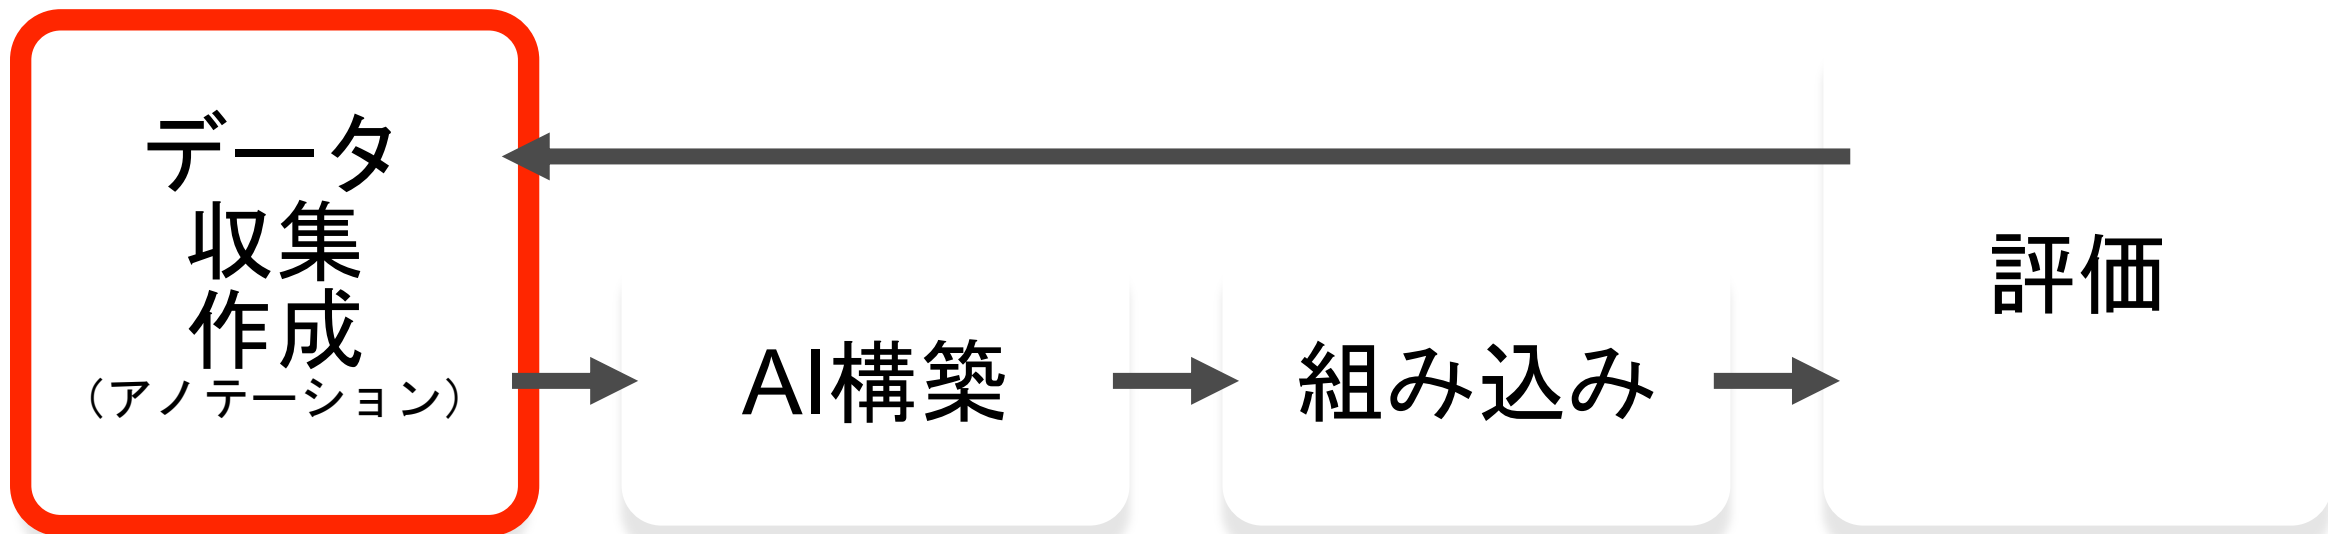 データ
収集
作成
（アノテーション）
AI構築
組み込み
評価